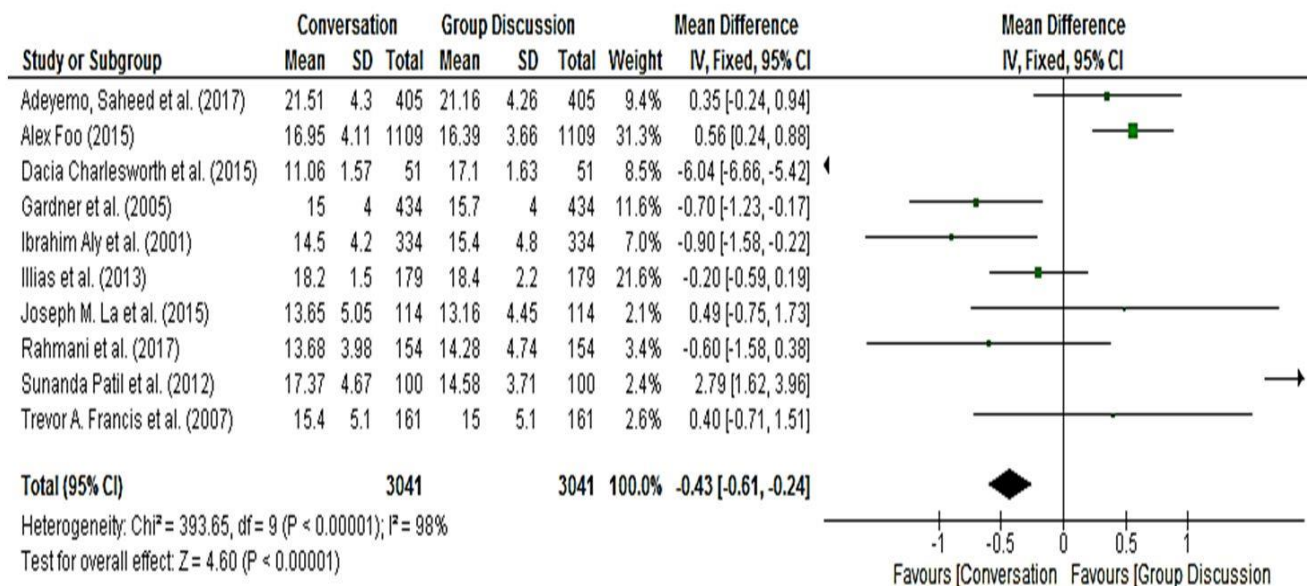 Conversation Group Discussion Mean Difference Mean Difference
Study or Subgroup Mean SD Total Mean SD Total Weight IV, Fixed, 95% CI IV, Fixed, 95% CI
Adeyemo, Saheed et al. (2017) 21.51 4.3 405 21.16 4.26 405 9.4% 0.35 [-0.24, 0.94]
Alex Foo (2015) 16.95 4.11 1109 16.39 3.66 1109 31.3% 0.56 [0.24, 0.88]
Dacia Charlesworth et al. (2015) 11.06 1.57 51 17.1 1.63 51 8.5% -6.04 [-6.66, -5.42]
Gardner et al. (2005) 15 4 434 15.7 4 434 11.6% -0.70 [-1.23, -0.17]
Ibrahim Aly et al. (2001) 14.5 4.2 334 15.4 4.8 334 7.0% -0.90 [-1.58, -0.22]
Illias et al. (2013) 18.2 1.5 179 18.4 2.2 179 21.6% -0.20 [-0.59, 0.19]
Joseph M. La et al. (2015) 13.65 5.05 114 13.16 4.45 114 2.1% 0.49 [-0.75, 1.73]
Rahmani et al. (2017) 13.68 3.98 154 14.28 4.74 154 3.4% -0.60 [-1.58, 0.38]
Sunanda Patil et al. (2012) 17.37 4.67 100 14.58 3.71 100 2.4% 2.79 [1.62, 3.96]
Trevor A. Francis et al. (2007) 15.4 5.1 161 15 5.1 161 2.6% 0.40 [-0.71, 1.51]
Total (95% CI) 3041 3041 100.0% -0.43 [-0.61, -0.24]
Heterogeneity: Chi² = 393.65, df = 9 (P < 0.00001); I² = 98%
Test for overall effect: Z = 4.60 (P < 0.00001)
-1 -0.5 0 0.5 1
Favours [Conversation Favours [Group Discussion